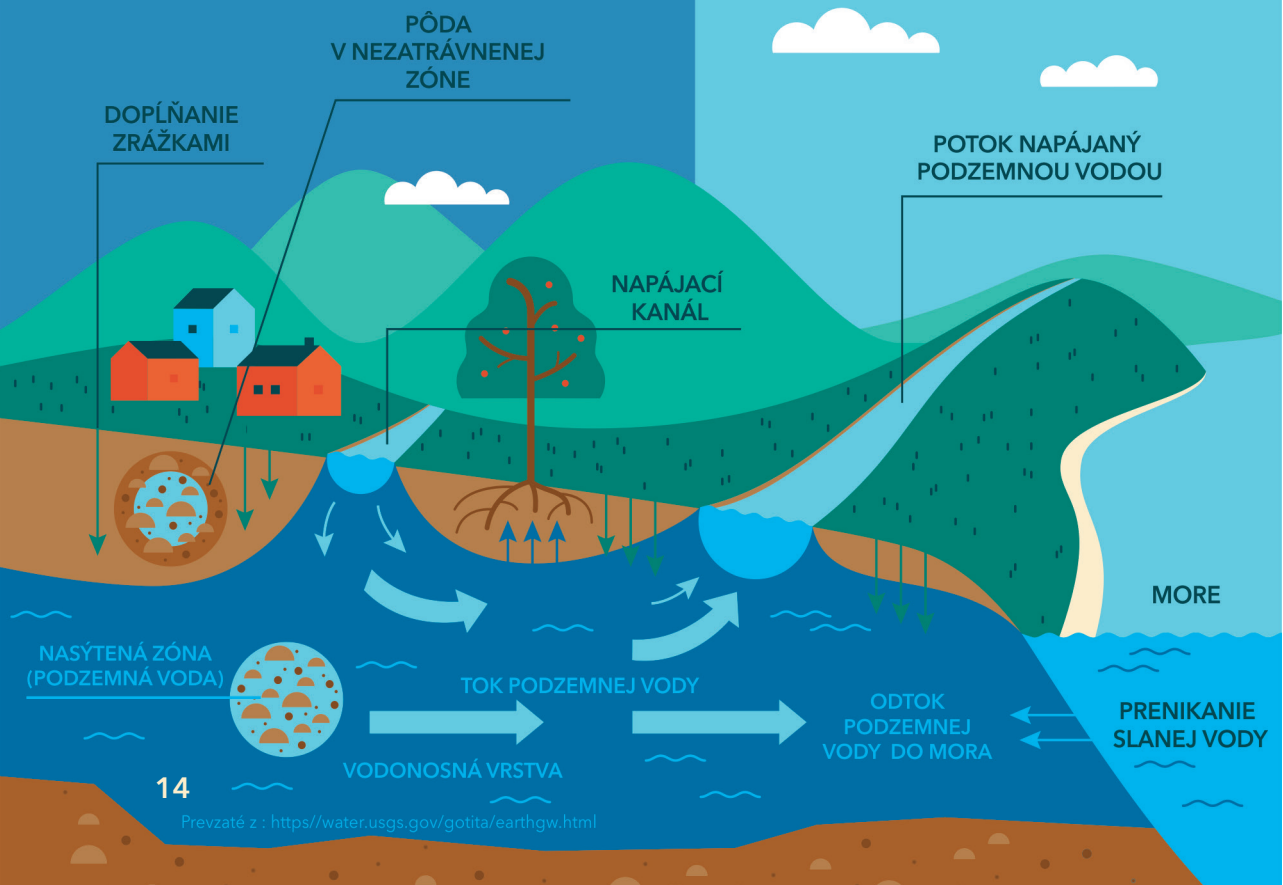 PÔDA
V NEZATRÁVNENEJ
ZÓNE
DOPĹŇANIE
ZRÁŽKAMI
POTOK NAPÁJANÝ
PODZEMNOU VODOU
NAPÁJACÍ
KANÁL
MORE
NASÝTENÁ ZÓNA
(PODZEMNÁ VODA)
TOK PODZEMNEJ VODY
ODTOK
PODZEMNEJ
VODY DO MORA
PRENIKANIE
SLANEJ VODY
VODONOSNÁ VRSTVA
14
Prevzaté z : https//water.usgs.gov/gotita/earthgw.html